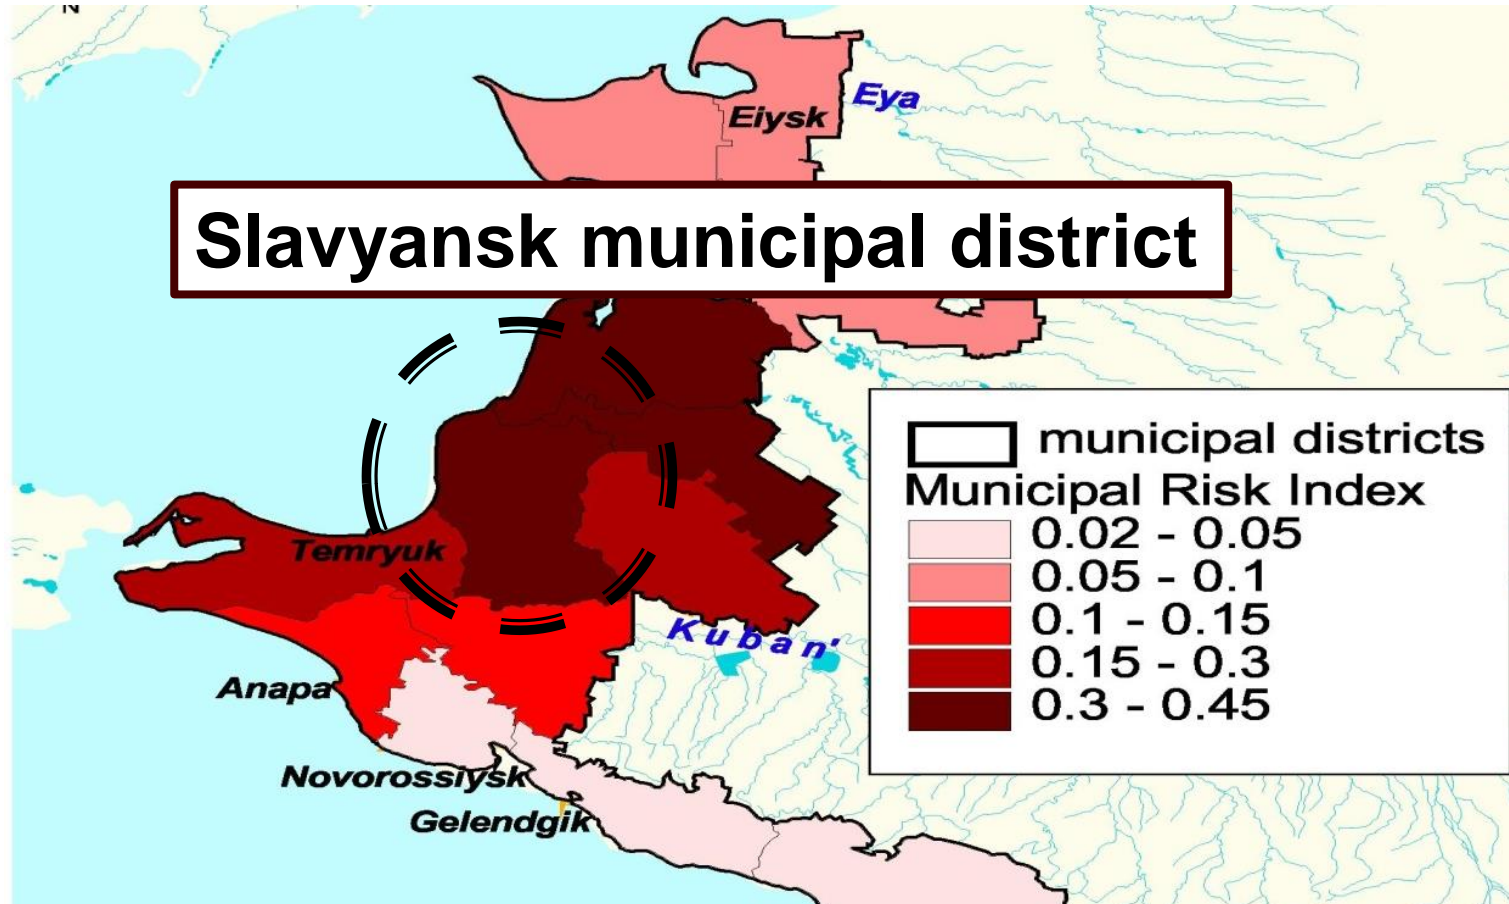 N
Eya
Eiysk
Slavyansk municipal district
municipal districts
Municipal Risk Index
0.02 - 0.05
0.05 - 0.1
0.1 - 0.15
0.15 - 0.3
0.3 - 0.45
Temryuk
Kuban'
Anapa
Novorossiysk
Gelendgik